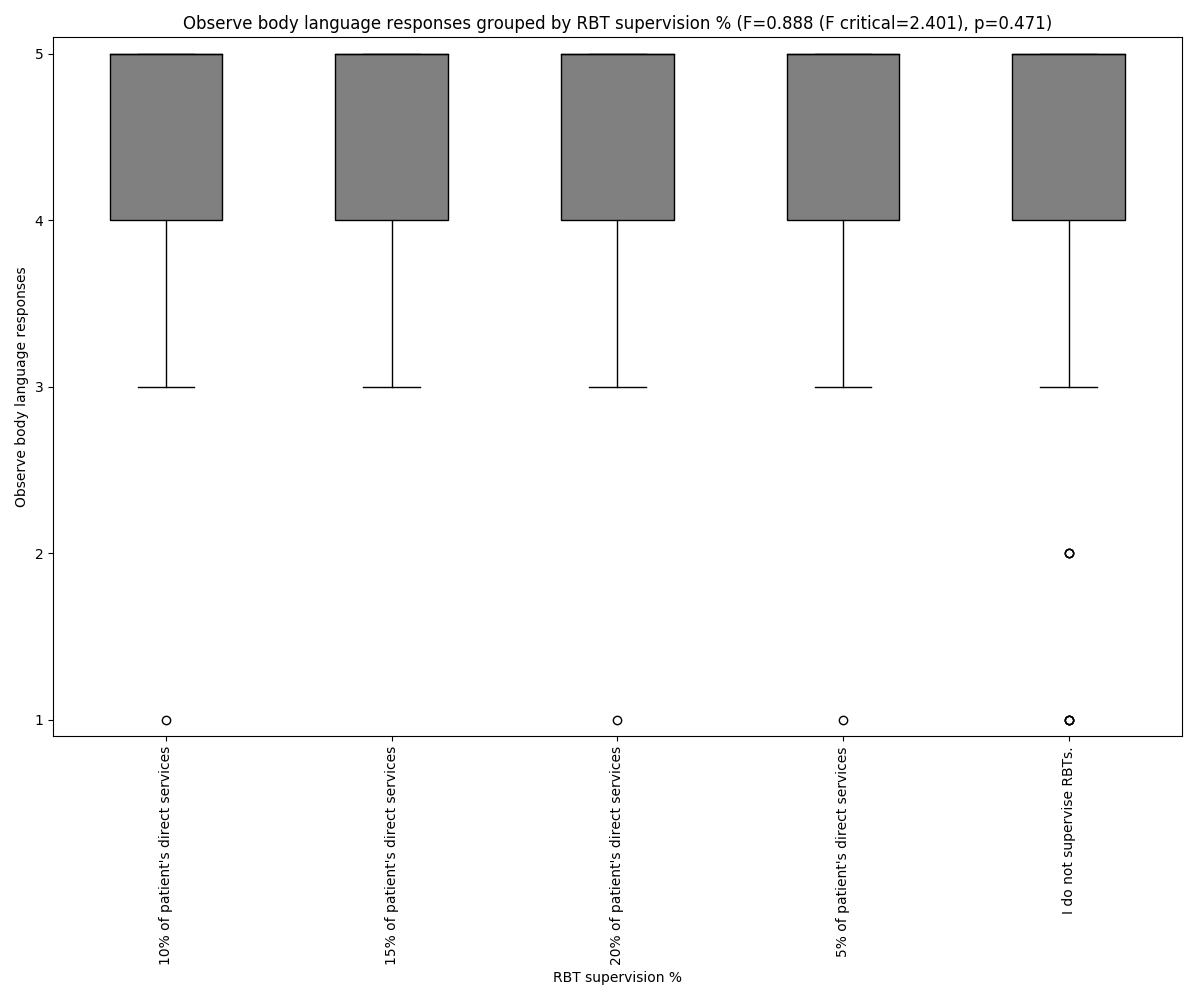 Observe body language responses grouped by RBT supervision % (F=0.888 (F critical=2.401), p=0.471)
Observe body language responses
5
4
3
2
1
10% of patient's direct services
15% of patient's direct services
20% of patient's direct services
5% of patient's direct services
I do not supervise RBTs.
RBT supervision %